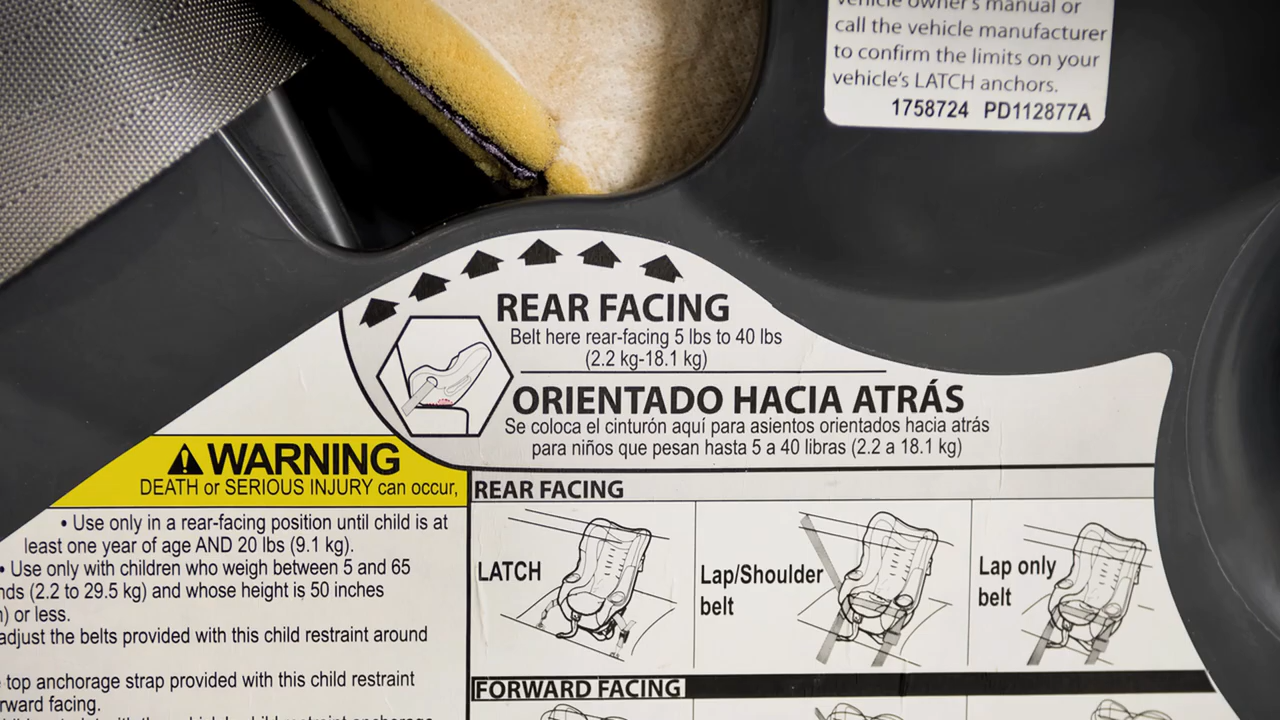 vehicle owner's manual or
call the vehicle manufacturer
to confirm the limits on your
vehicle's LATCH anchors.
1758724 PD112877A
REAR FACING
Belt here rear-facing 5 lbs to 40 lbs
(2.2 kg-18.1 kg)
ORIENTADO HACIA ATRÁS
Se coloca el cinturón aquí para asientos orientados hacia atrás
para niños que pesan hasta 5 a 40 libras (2.2 a 18.1 kg)
WARNING
DEATH or SERIOUS INJURY can occur,
• Use only in a rear-facing position until child is at
least one year of age AND 20 lbs (9.1 kg).
• Use only with children who weigh between 5 and 65
nds (2.2 to 29.5 kg) and whose height is 50 inches
) or less.
adjust the belts provided with this child restraint around
top anchorage strap provided with this child restraint
rward facing.
REAR FACING
LATCH
Lap/Shoulder
belt
Lap only
belt
FORWARD FACING